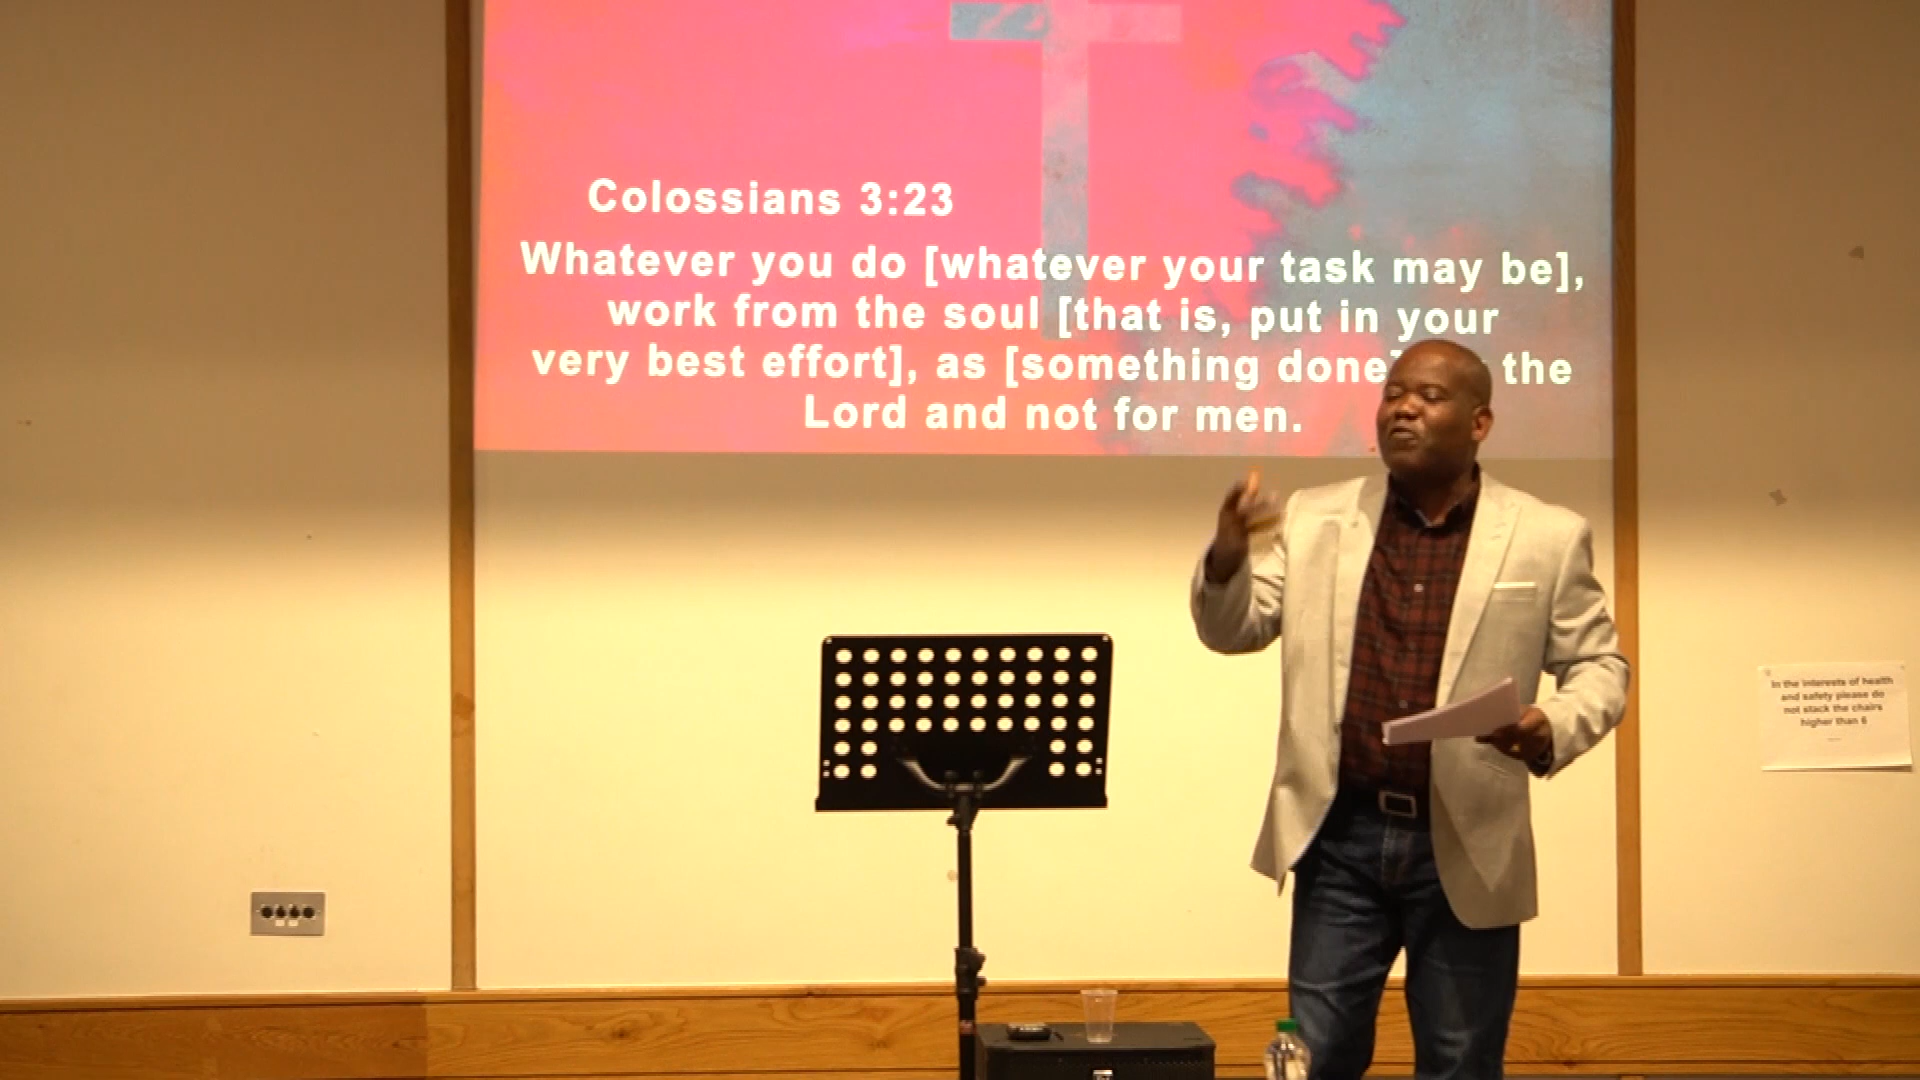 Colossians 3:23
Whatever you do [whatever your task may be],
work from the soul [that is, put in your
very best effort], as [something done] the
Lord and not for men.
In the interests of health
and safety please do
not stack the chairs
higher than 6